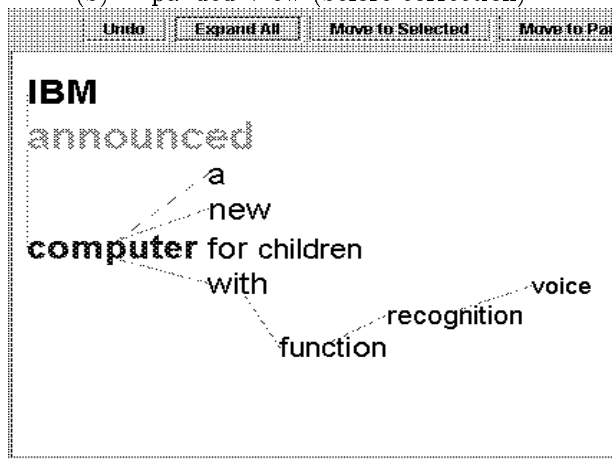 Undo Expand All Move to Selected
IBM
announced
a
new
computer for children
with
voice
recognition
function